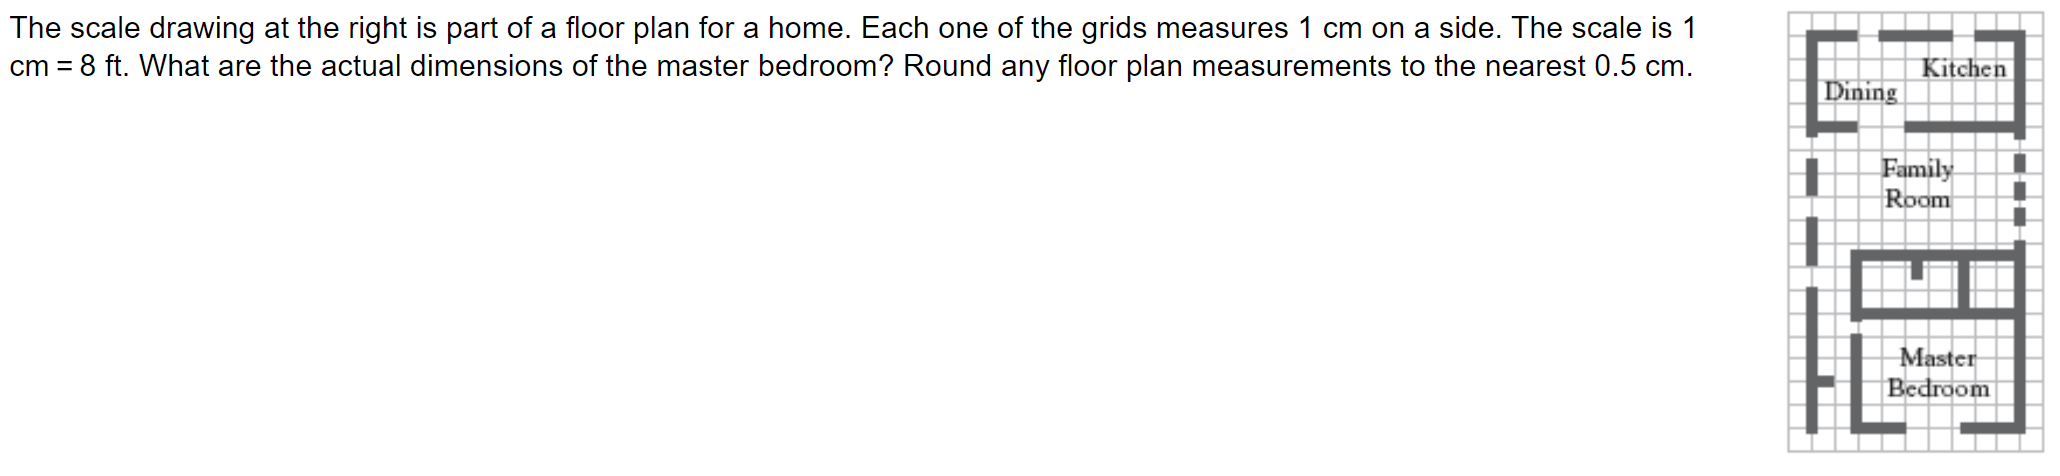 The scale drawing at the right is part of a floor plan for a home. Each one of the grids measures 1 cm on a side. The scale is 1
cm = 8 ft. What are the actual dimensions of the master bedroom? Round any floor plan measurements to the nearest 0.5 cm.
Kitchen
Dining
Family
Room
Master
Bedroom